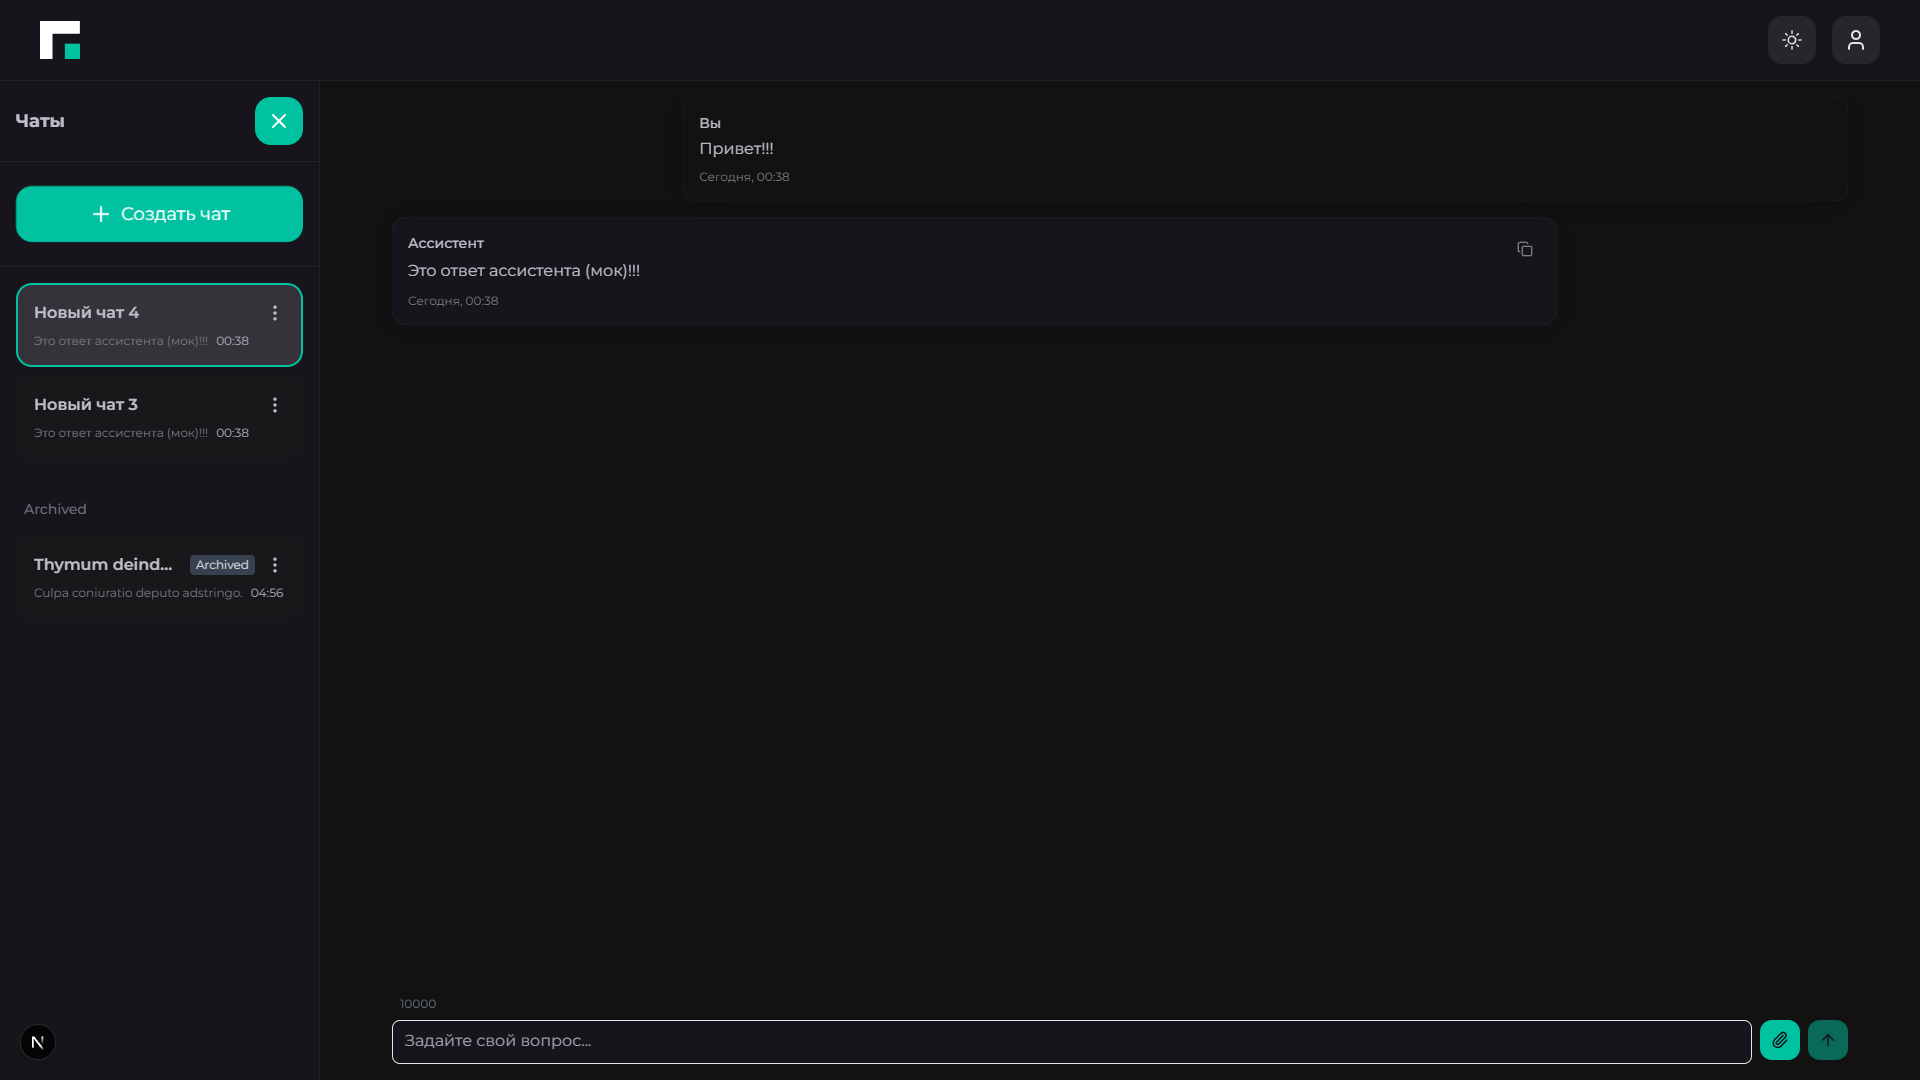 Чаты
Создать чат
Новый чат 4
Это ответ ассистента (мок)!!! 00:38
Новый чат 3
Это ответ ассистента (мок)!!! 00:38
Archived
Thymum deind... Archived
Culpa coniuratio deputo adstringo. 04:56
N
Вы
Привет!!!
Сегодня, 00:38
Ассистент
Это ответ ассистента (мок)!!!
Сегодня, 00:38
10000
Задайте свой вопрос...